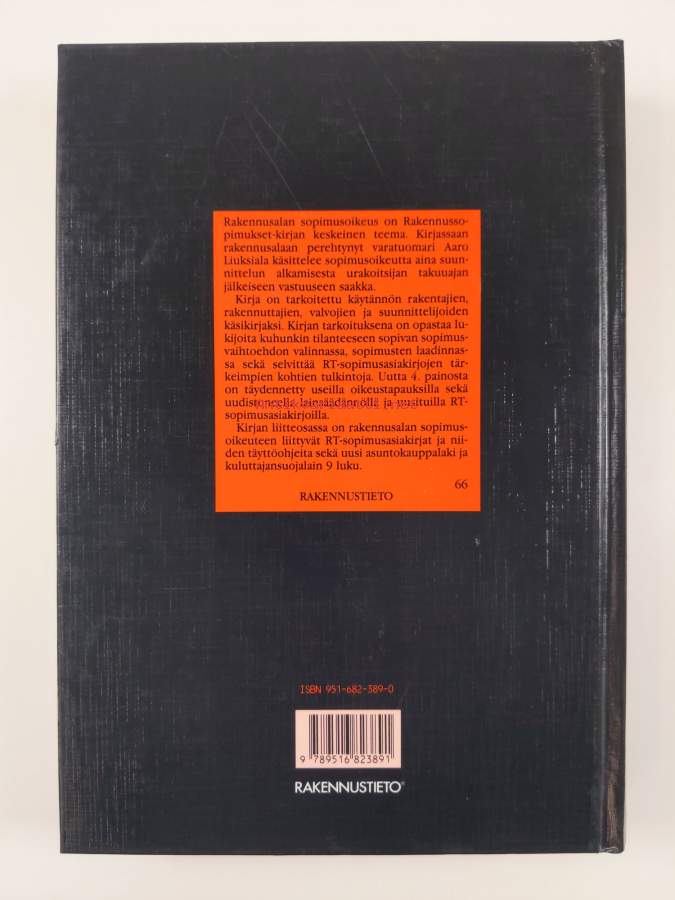 Rakennusalan sopimusoikeus on Rakennusso-
pimukset-kirjan keskeinen teema. Kirjassaan
rakennusalaan perehtynyt varatuomari Aaro
Liuksiala käsittelee sopimusoikeutta aina suun-
nittelun alkamisesta urakoitsijan takuuajan
jälkeiseen vastuuseen saakka.
Kirja on tarkoitettu käytännön rakentajien,
rakennuttajien, valvojien ja suunnittelijoiden
käsikirjaksi. Kirjan tarkoituksena on opastaa lu-
kijoita kuhunkin tilanteeseen sopivan sopimus-
vaihtoehdon valinnassa, sopimusten laadinnas-
sa sekä selvittää RT-sopimusasiakirjojen tär-
keimpien kohtien tulkintoja. Uutta 4. painosta
on täydennetty useilla oikeustapauksilla sekä
uudistuneella lainsäädännöllä ja uusituilla RT-
sopimusasiakirjoilla.
Kirjan liitteosassa on rakennusalan sopimus-
oikeuteen liittyvät RT-sopimusasiakirjat ja nii-
den täyttöohjeita sekä uusi asuntokauppalaki ja
kuluttajansuojalain 9 luku.
66
RAKENNUSTIETO
ISBN 951-682-389-0
9 789516 823891
RAKENNUSTIETO®